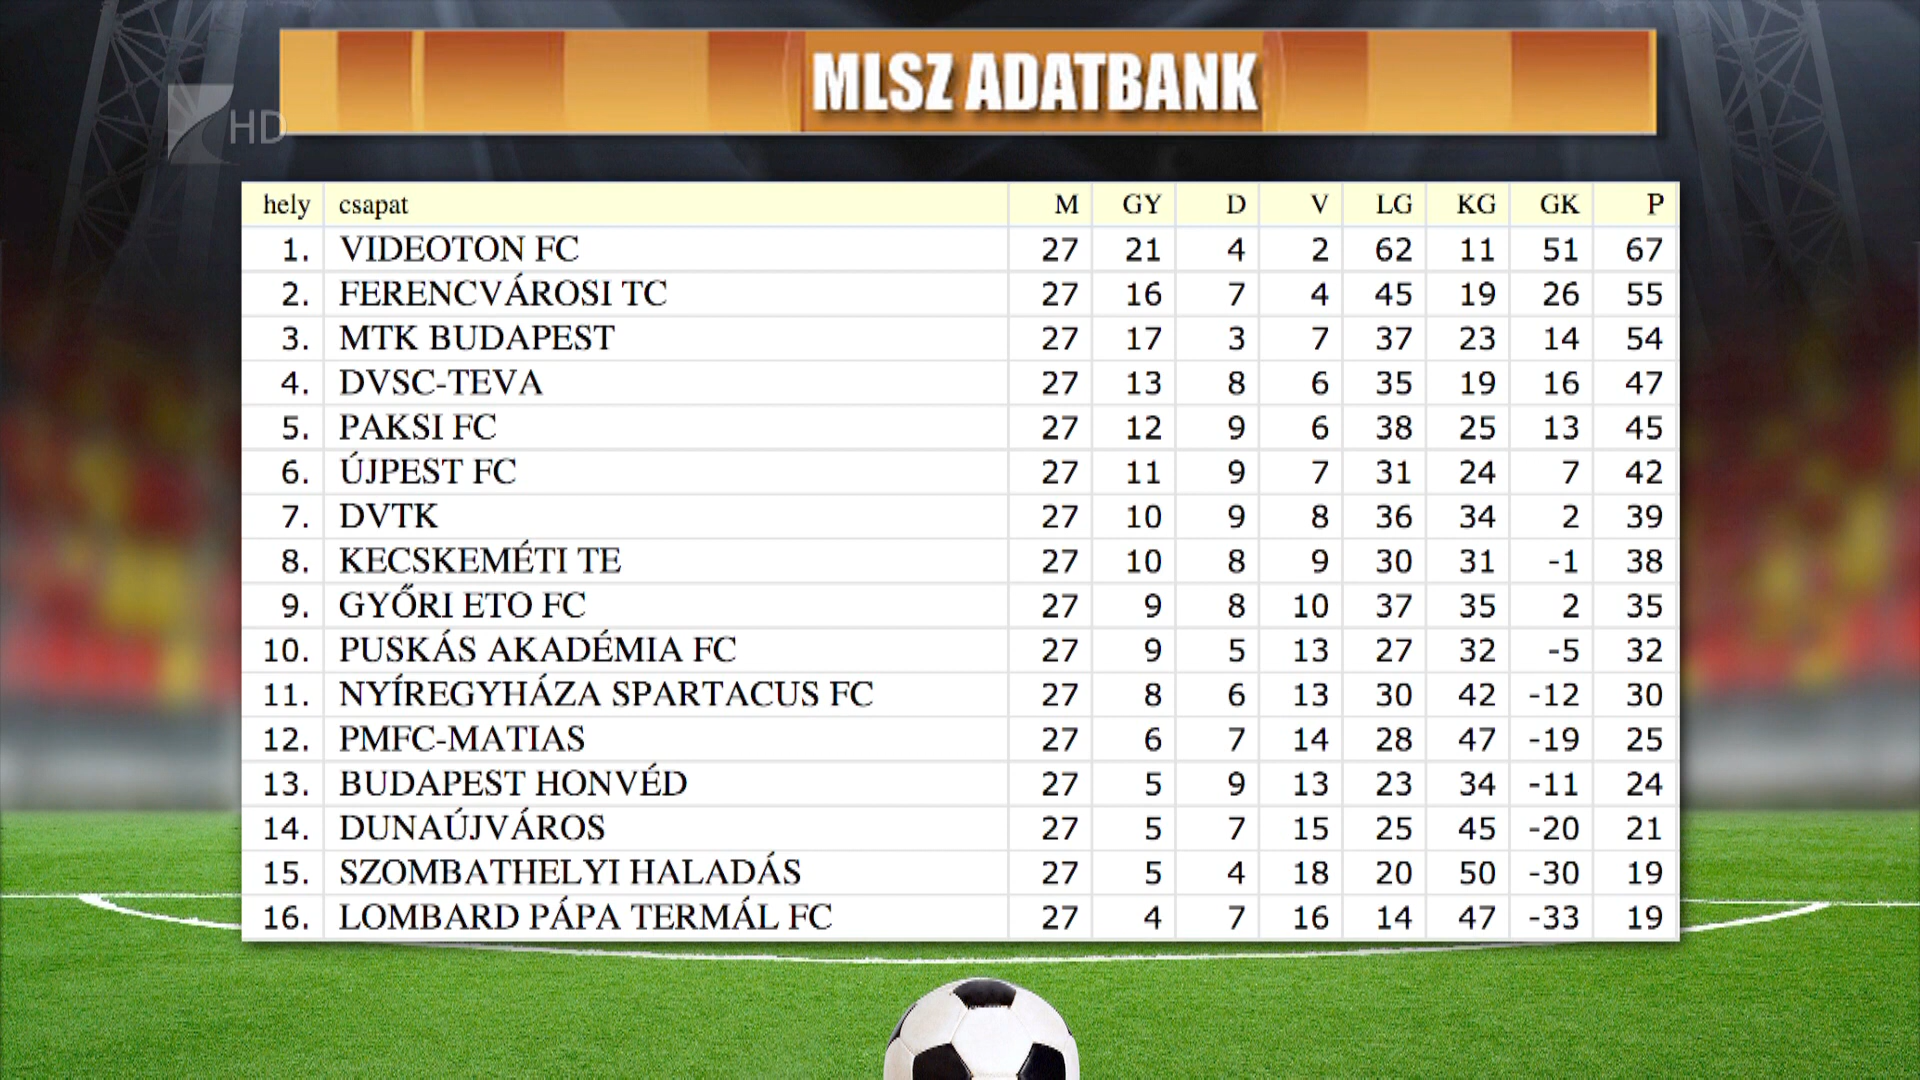 MLSZ ADATBANK
HD
hely csapat M GY D V LG KG GK P
1. VIDEOTON FC 27 21 4 2 62 11 51 67
2. FERENCVÁROSI TC 27 16 7 4 45 19 26 55
3. MTK BUDAPEST 27 17 3 7 37 23 14 54
4. DVSC-TEVA 27 13 8 6 35 19 16 47
5. PAKSI FC 27 12 9 6 38 25 13 45
6. ÚJPEST FC 27 11 9 7 31 24 7 42
7. DVTK 27 10 9 8 36 34 2 39
8. KECSKEMÉTI TE 27 10 8 9 30 31 -1 38
9. GYŐRI ETO FC 27 9 8 10 37 35 2 35
10. PUSKÁS AKADÉMIA FC 27 9 5 13 27 32 -5 32
11. NYÍREGYHÁZA SPARTACUS FC 27 8 6 13 30 42 -12 30
12. PMFC-MATIAS 27 6 7 14 28 47 -19 25
13. BUDAPEST HONVÉD 27 5 9 13 23 34 -11 24
14. DUNAÚJVÁROS 27 5 7 15 25 45 -20 21
15. SZOMBATHELYI HALADÁS 27 5 4 18 20 50 -30 19
16. LOMBARD PÁPA TERMÁL FC 27 4 7 16 14 47 -33 19